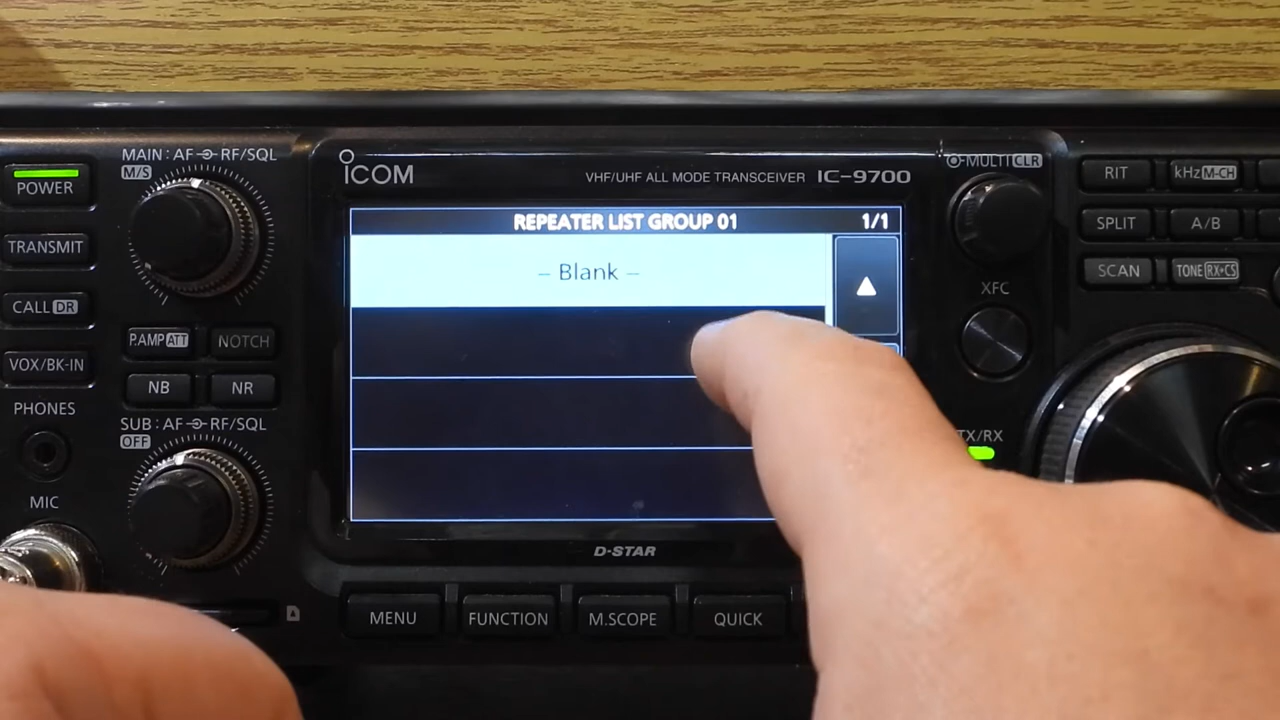 MAIN: AF RF/SQL
M/S
POWER
TRANSMIT
CALL DR
P.AMP ATT
NOTCH
VOX/BK-IN
NB
NR
PHONES
SUB: AF RF/SQL
OFF
MIC
ICOM
VHF/UHF ALL MODE TRANSCEIVER IC-9700
REPEATER LIST GROUP 01 1/1
– Blank –
D-STAR
MENU
FUNCTION
M.SCOPE
QUICK
MULTI CLR
XFC
TX/RX
RIT
kHz M-CH
SPLIT
A/B
SCAN
TONE RX→CS